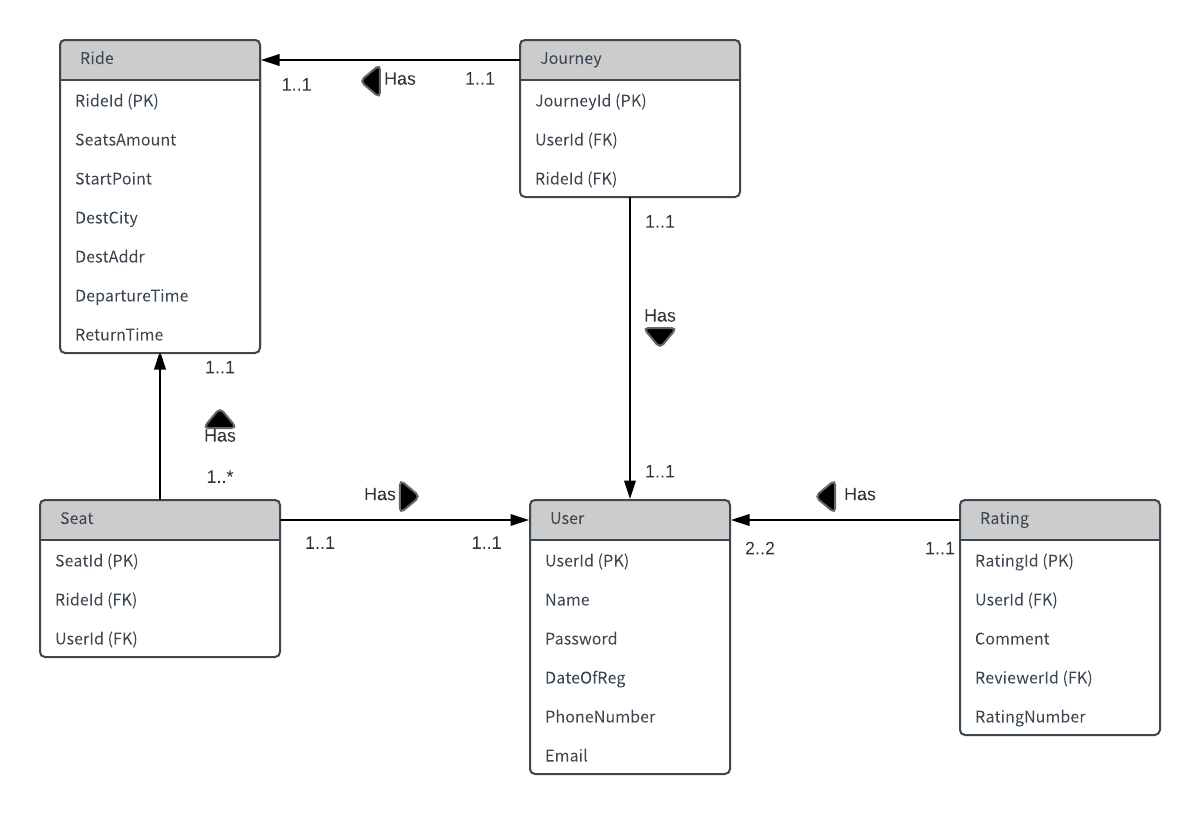 Ride
RideId (PK)
SeatsAmount
StartPoint
DestCity
DestAddr
DepartureTime
ReturnTime
1..1
Has
1..1
Journey
JourneyId (PK)
UserId (FK)
RideId (FK)
1..1
Has
1..1
1..1
Has
1..*
Seat
SeatId (PK)
RideId (FK)
UserId (FK)
Has
1..1
1..1
User
UserId (PK)
Name
Password
DateOfReg
PhoneNumber
Email
Has
2..2
1..1
Rating
RatingId (PK)
UserId (FK)
Comment
ReviewerId (FK)
RatingNumber